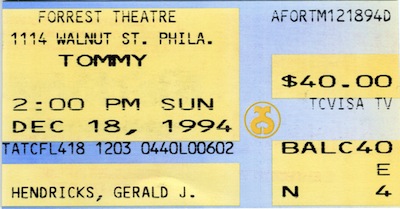 FORREST THEATRE
1114 WALNUT ST. PHILA.
TOMMY
2:00 PM SUN
DEC 18, 1994
TATCFL418 1203 0440L00602
HENDRICKS, GERALD J.
AFORTM121894D
$40.00
TCVISA TV
BALC40
E
N 4